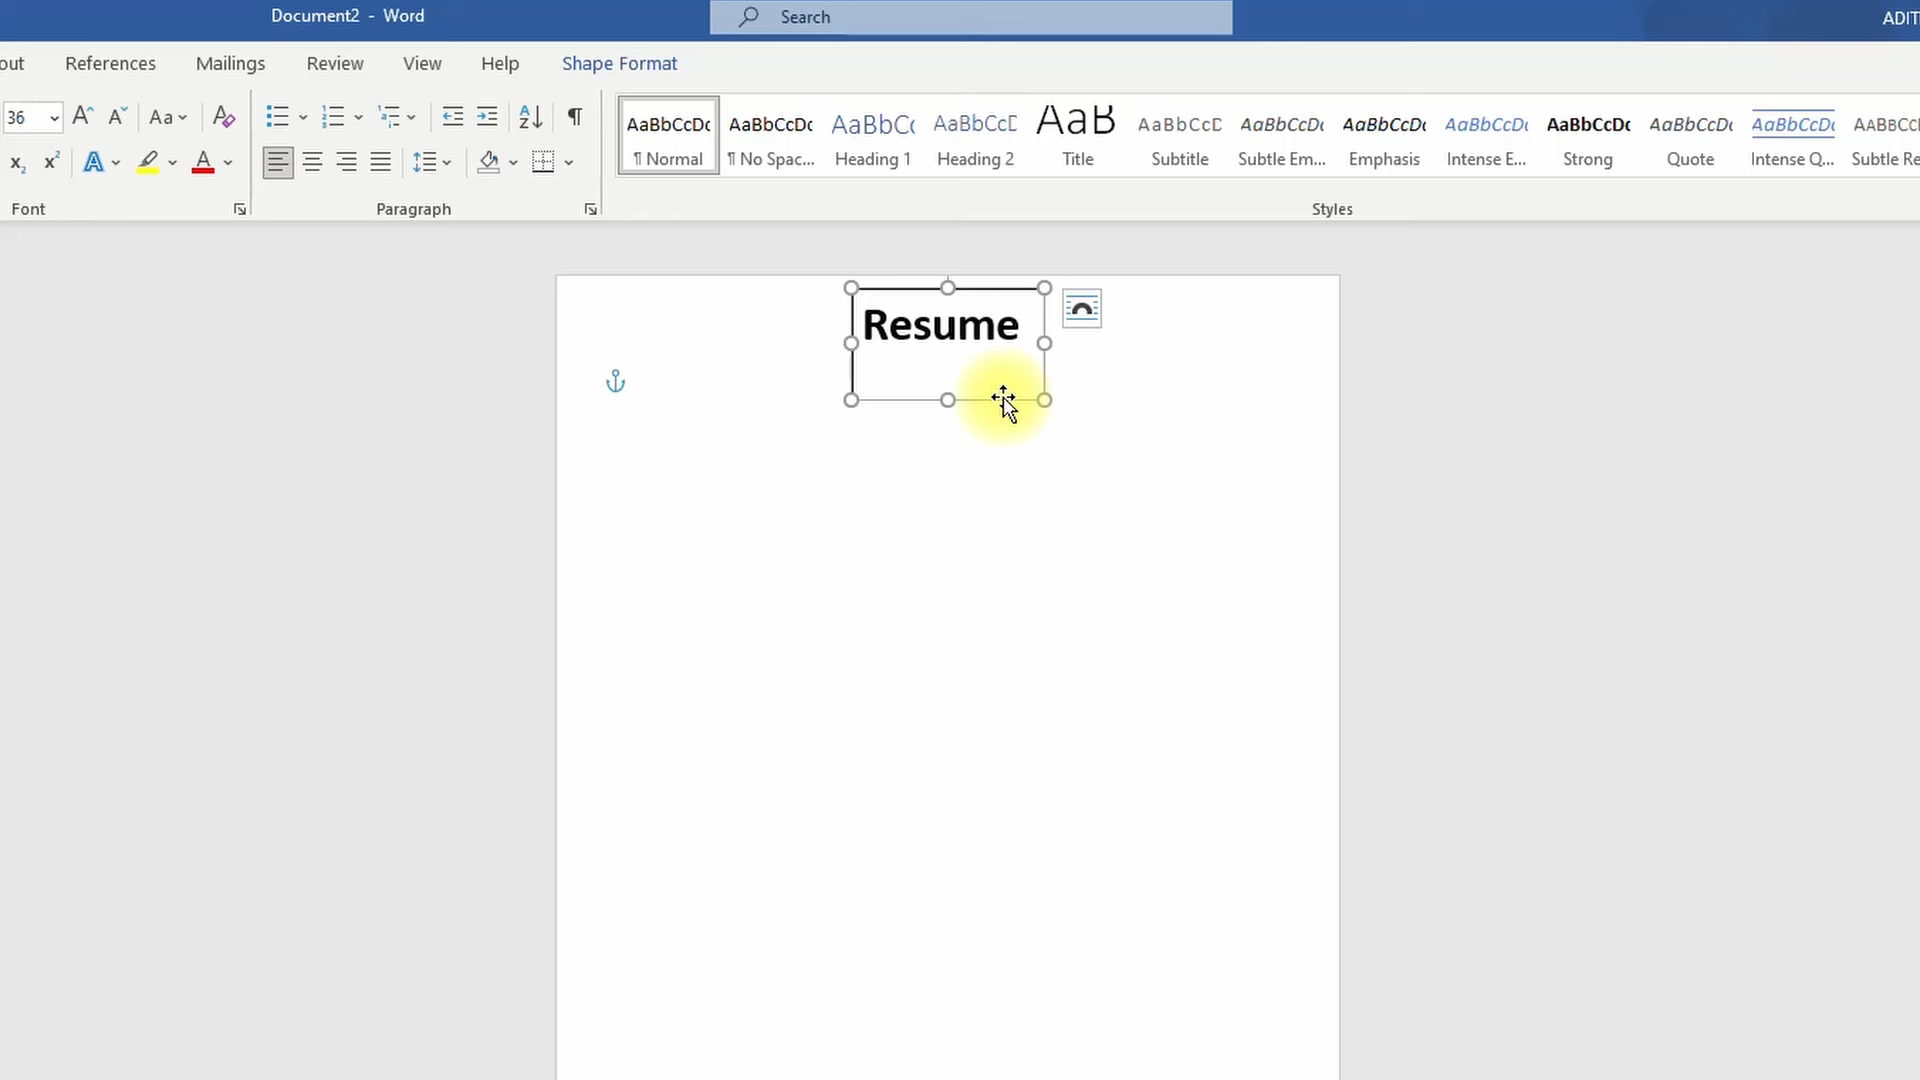 Document2 - Word
Search
ADIT
out
References
Mailings
Review
View
Help
Shape Format
36
Aa
AaBbCcDc
¶ Normal
AaBbCcDc
¶ No Spac...
AaBbCc
Heading 1
AaBbCcD
Heading 2
AaB
Title
AaBbCcD
Subtitle
AaBbCcDc
Subtle Em...
AaBbCcDc
Emphasis
AaBbCcDc
Intense E...
AaBbCcDc
Strong
AaBbCcDc
Quote
AaBbCcDc
Intense Q...
AaBbCc
Subtle Re
Font
Paragraph
Styles
Resume